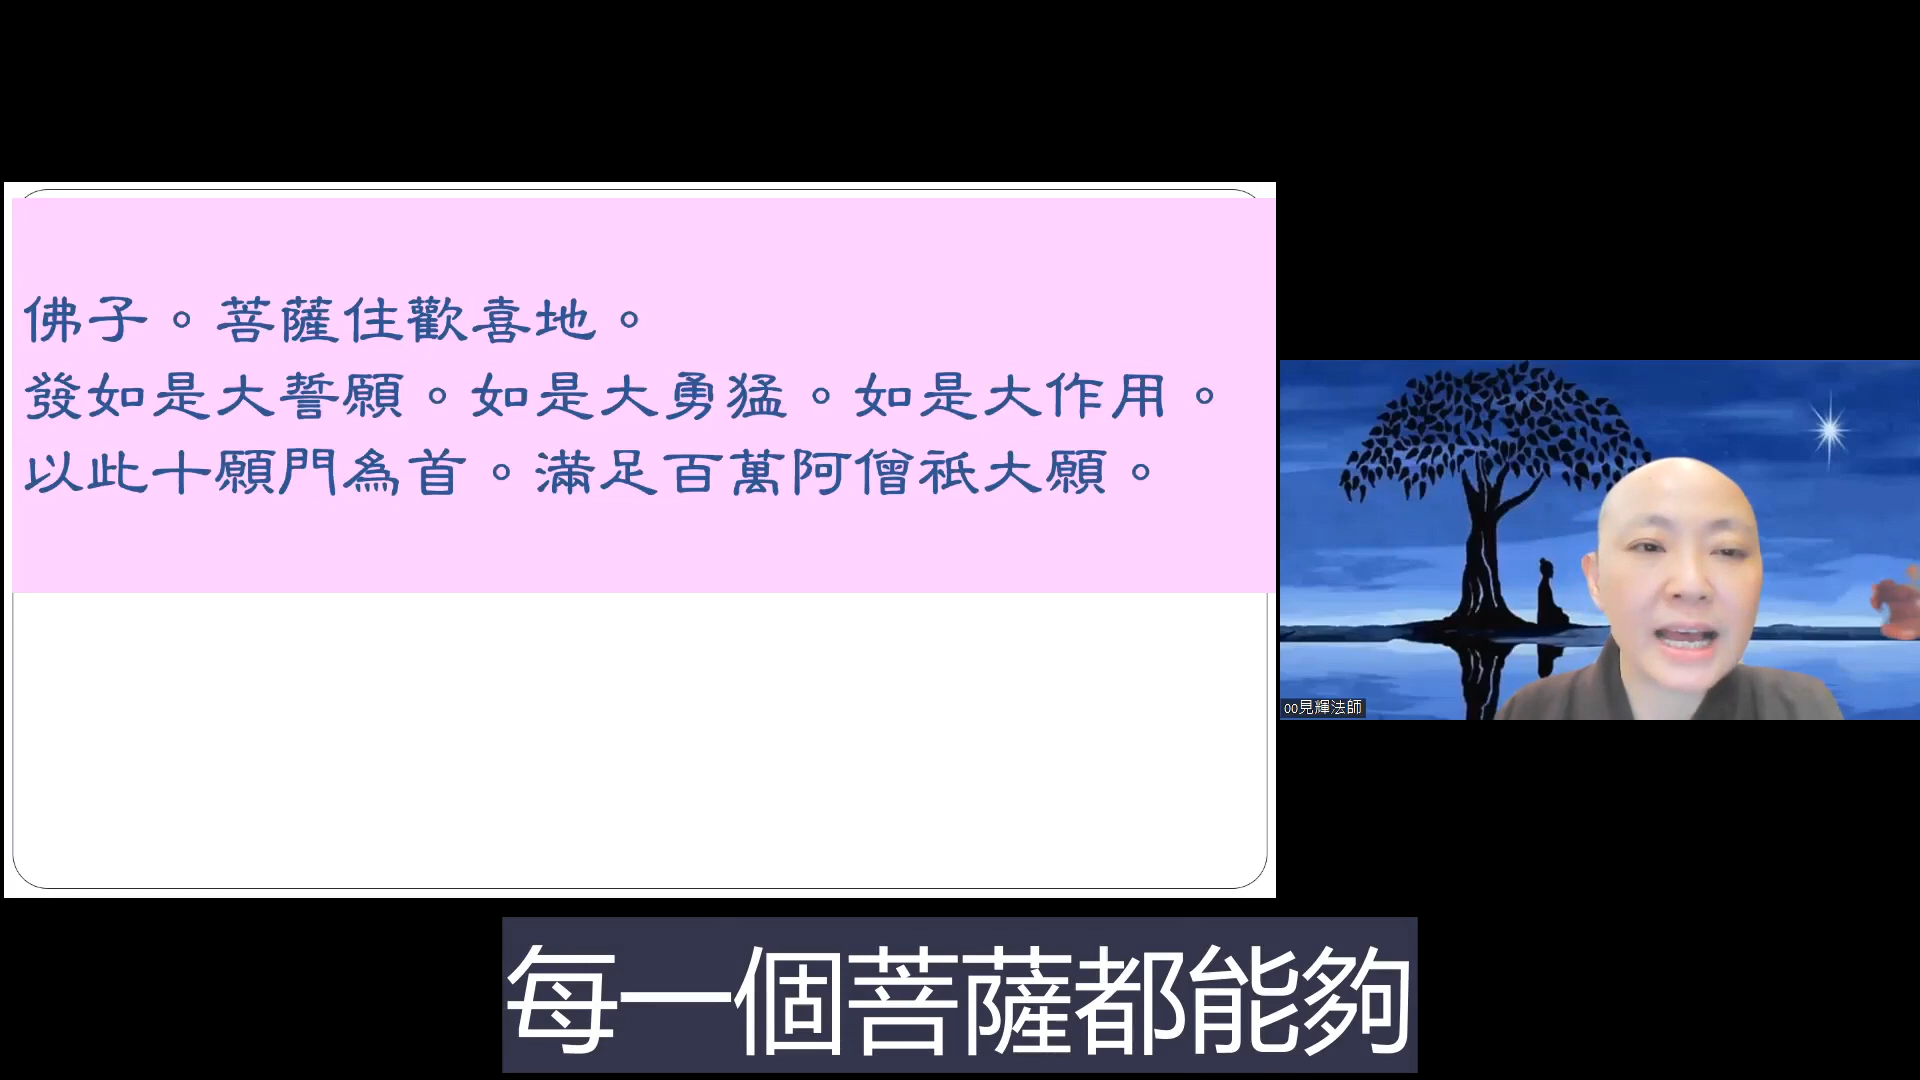 佛子。菩薩住歡喜地。
發如是大誓願。如是大勇猛。如是大作用。
以此十願門為首。滿足百萬阿僧祇大願。
oo見輝法師
每一個菩薩都能夠